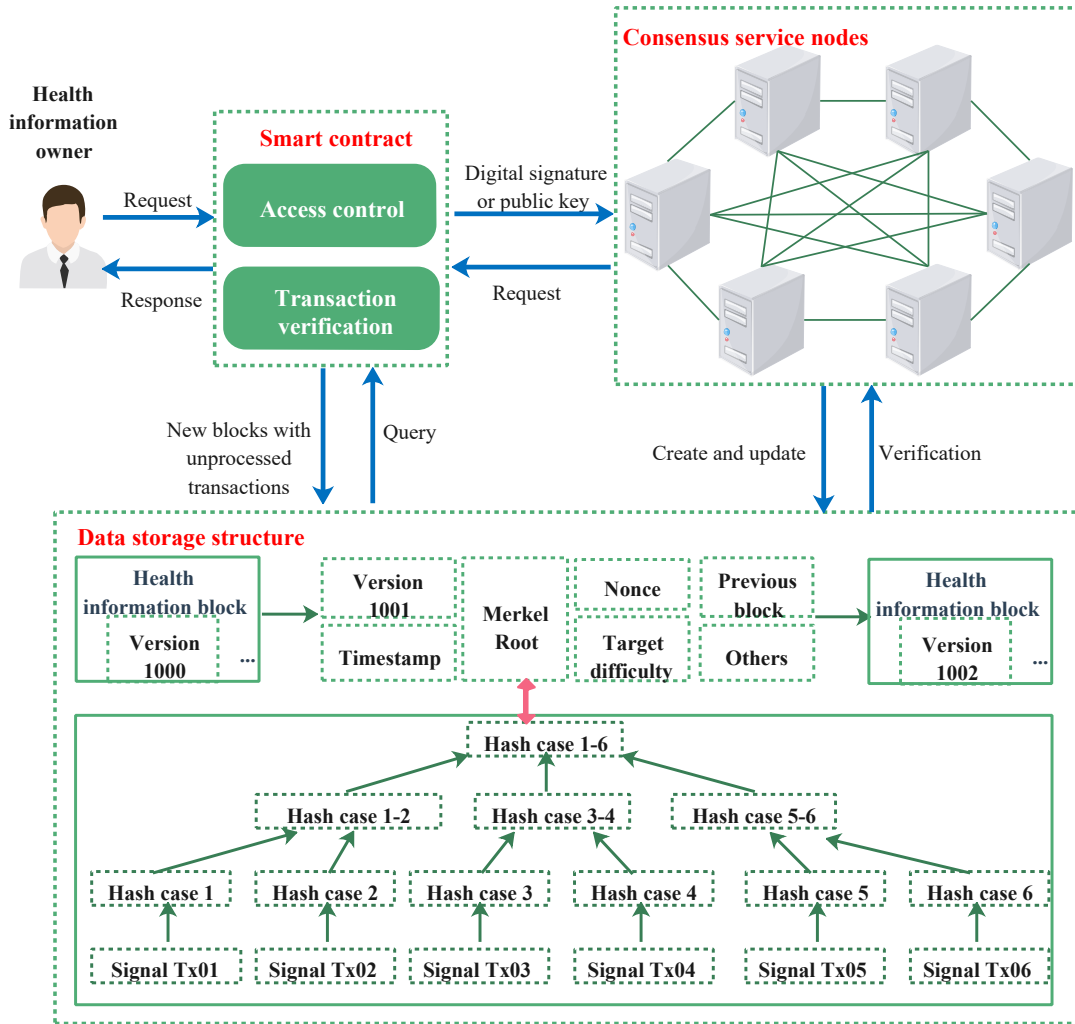 Consensus service nodes
Health
information
owner
Smart contract
Request
Access control
Digital signature
or public key
Response
Transaction
verification
Request
New blocks with
unprocessed
transactions
Query
Create and update
Verification
Data storage structure
Health
information block
Version
1000
...
Version
1001
Timestamp
Merkel
Root
Nonce
Target
difficulty
Previous
block
Others
Health
information block
Version
1002
...
Hash case 1-6
Hash case 1-2
Hash case 3-4
Hash case 5-6
Hash case 1
Hash case 2
Hash case 3
Hash case 4
Hash case 5
Hash case 6
Signal Tx01
Signal Tx02
Signal Tx03
Signal Tx04
Signal Tx05
Signal Tx06